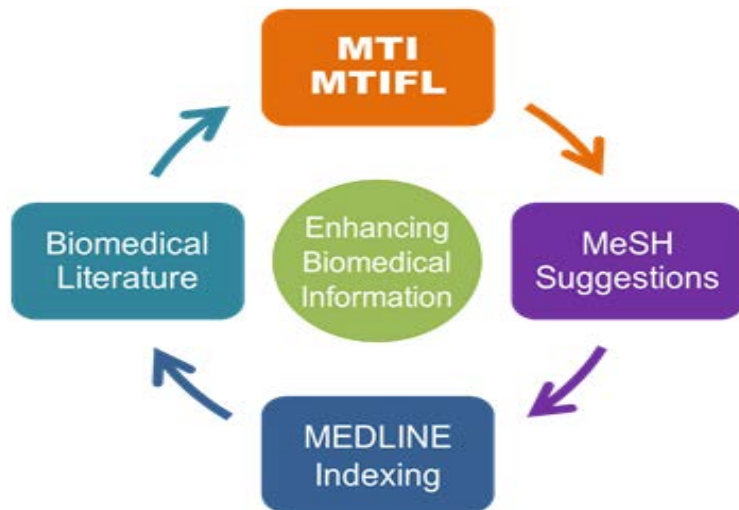 MTI
MTIFL
Biomedical
Literature
Enhancing
Biomedical
Information
MeSH
Suggestions
MEDLINE
Indexing